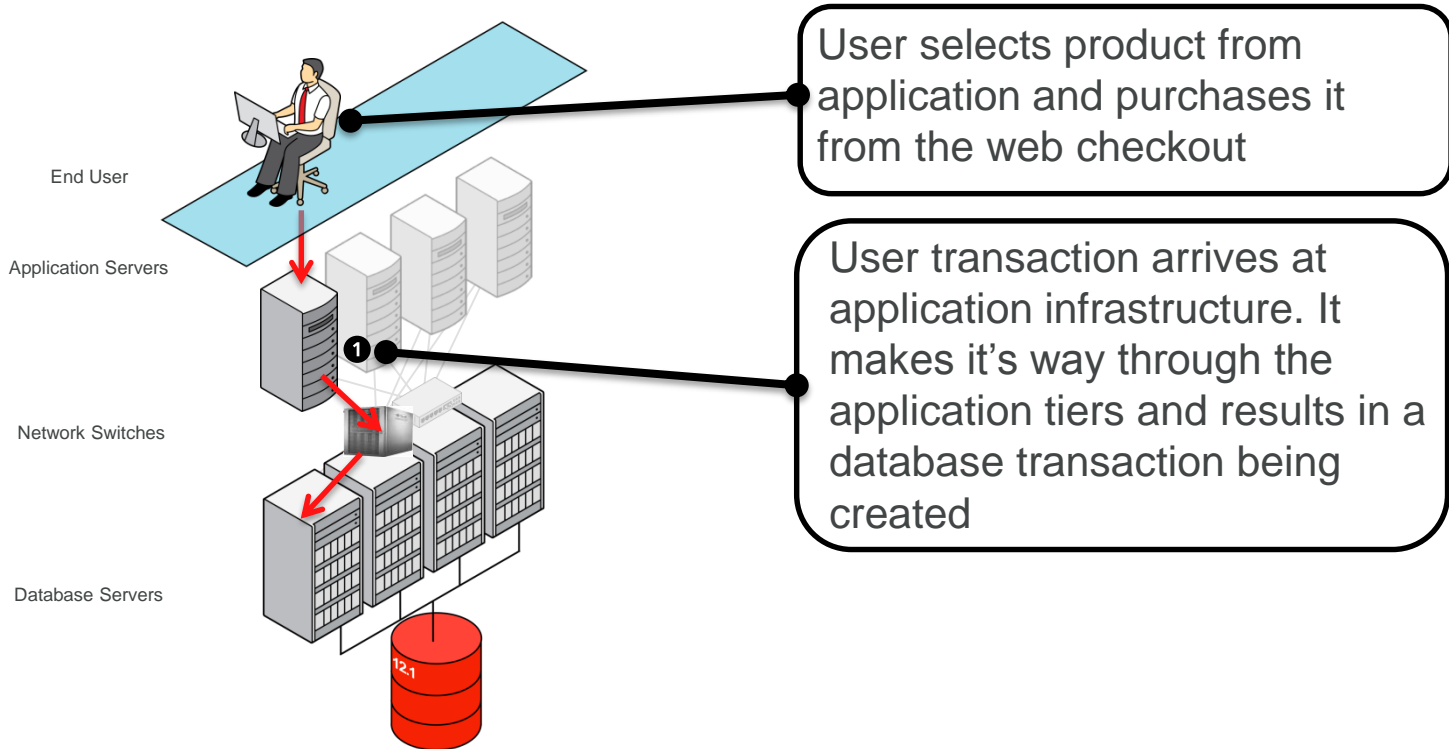 User selects product from
application and purchases it
from the web checkout
End User
Application Servers
User transaction arrives at
application infrastructure. It
makes it’s way through the
application tiers and results in a
database transaction being
created
1
Network Switches
Database Servers
12.1